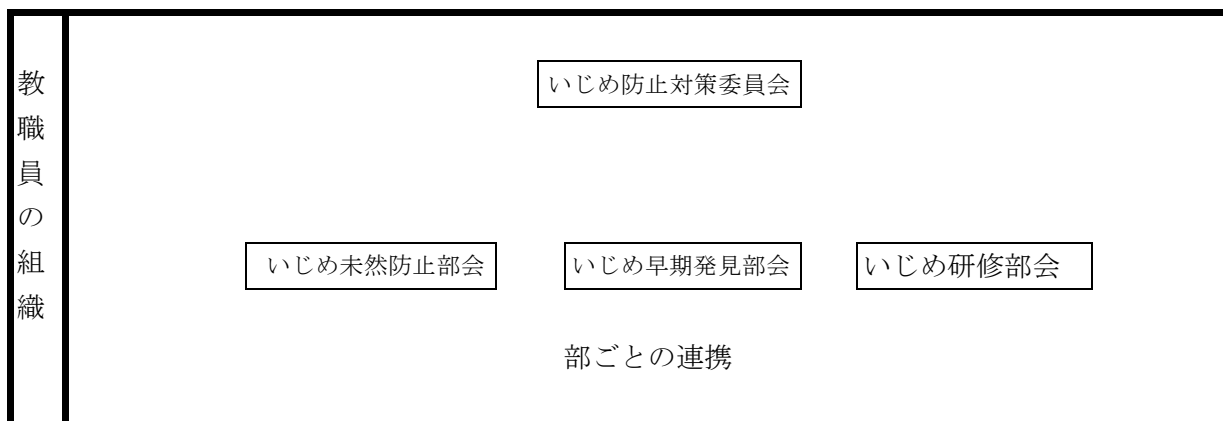 教職員の組織
いじめ防止対策委員会
いじめ未然防止部会
いじめ早期発見部会
いじめ研修部会
部ごとの連携